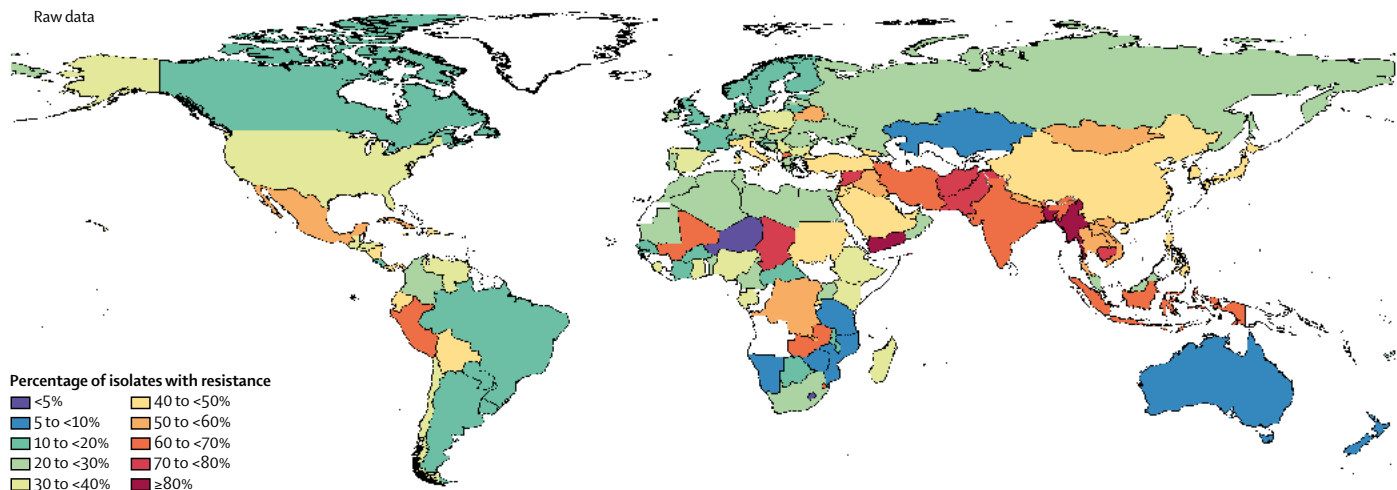 Raw data
Percentage of isolates with resistance
<5%
5 to <10%
10 to <20%
20 to <30%
30 to <40%
40 to <50%
50 to <60%
60 to <70%
70 to <80%
≥80%